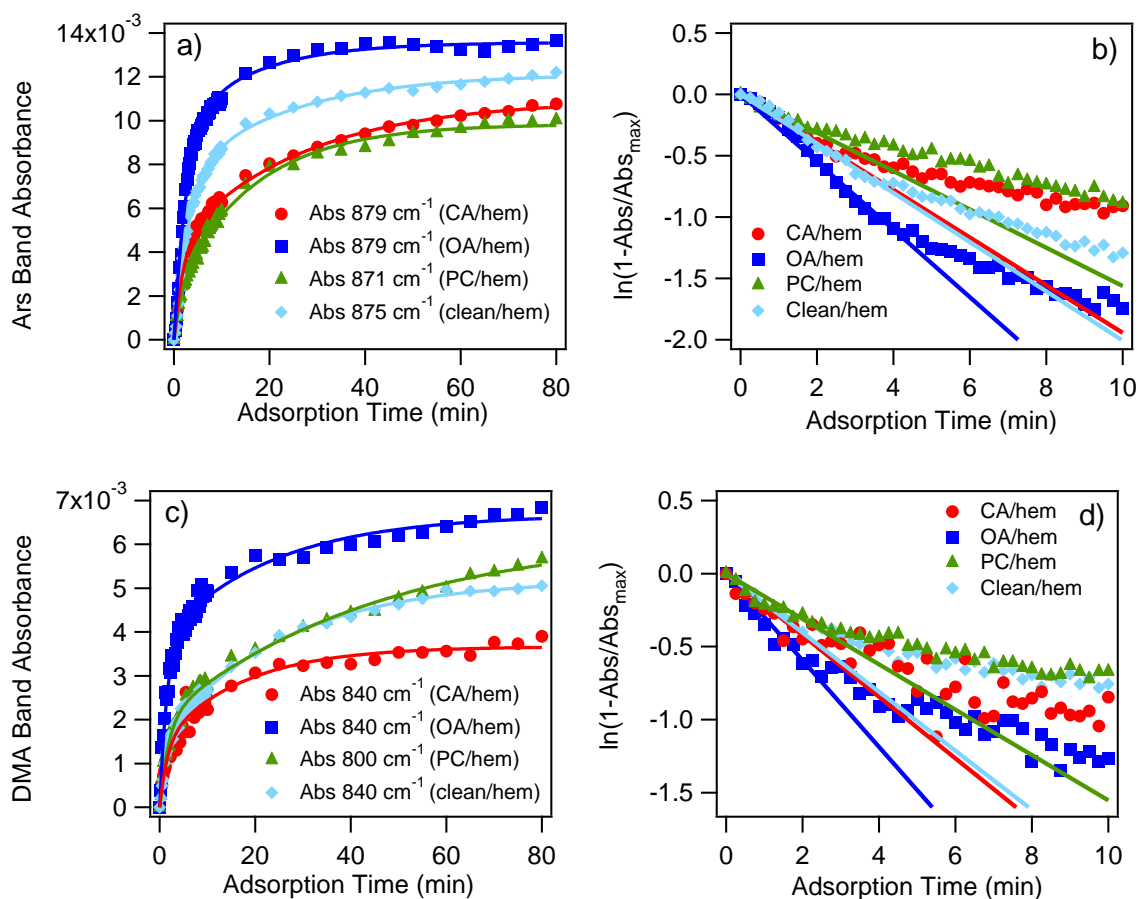 a)
Ars Band Absorbance
14x10⁻³
12
10
8
6
4
2
0
Abs 879 cm⁻¹ (CA/hem)
Abs 879 cm⁻¹ (OA/hem)
Abs 871 cm⁻¹ (PC/hem)
Abs 875 cm⁻¹ (clean/hem)
0 20 40 60 80
Adsorption Time (min)
b)
ln(1-Abs/Absmax)
0.5
0.0
-0.5
-1.0
-1.5
-2.0
CA/hem
OA/hem
PC/hem
Clean/hem
0 2 4 6 8 10
Adsorption Time (min)
c)
DMA Band Absorbance
7x10⁻³
6
5
4
3
2
1
0
Abs 840 cm⁻¹ (CA/hem)
Abs 840 cm⁻¹ (OA/hem)
Abs 800 cm⁻¹ (PC/hem)
Abs 840 cm⁻¹ (clean/hem)
0 20 40 60 80
Adsorption Time (min)
d)
ln(1-Abs/Absmax)
0.5
0.0
-0.5
-1.0
-1.5
CA/hem
OA/hem
PC/hem
Clean/hem
0 2 4 6 8 10
Adsorption Time (min)